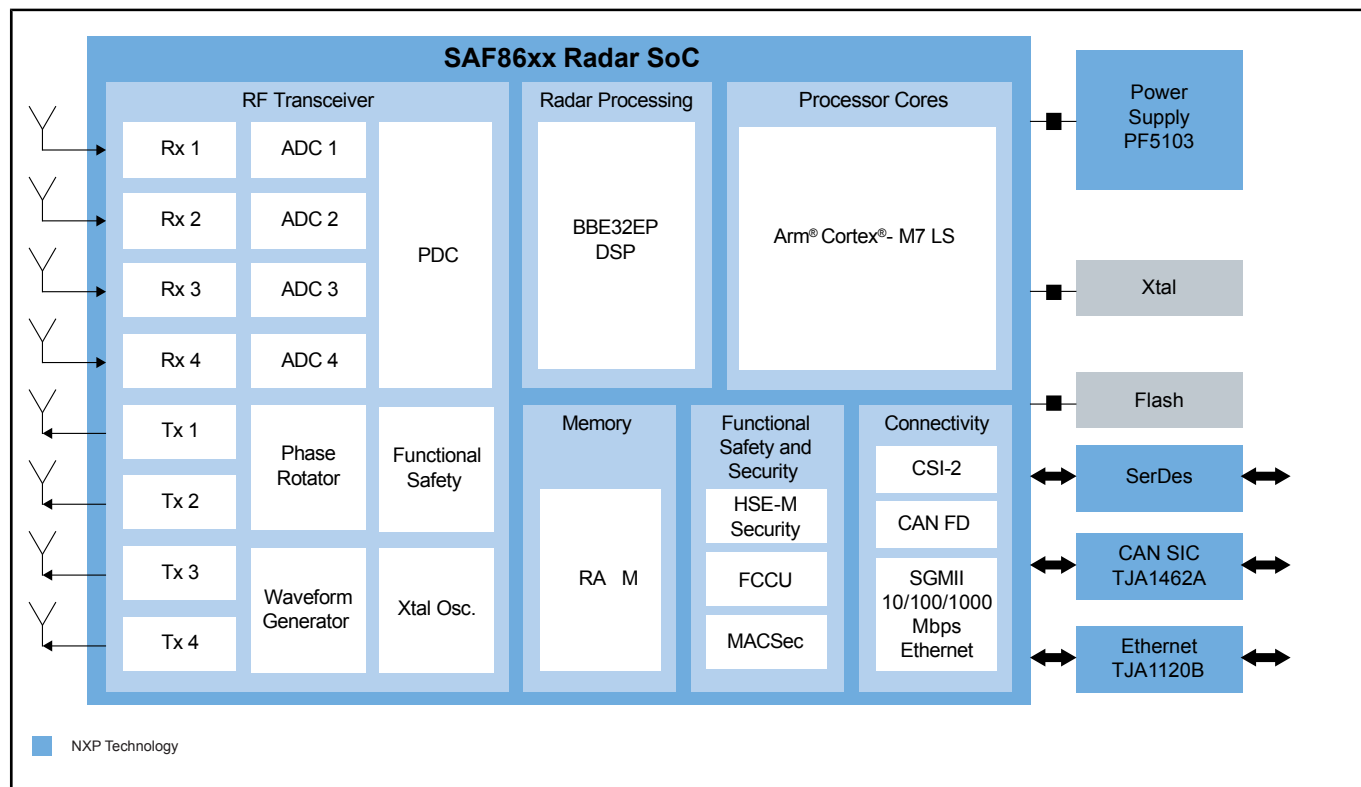 SAF86xx Radar SoC
RF Transceiver
Rx 1
ADC 1
Rx 2
ADC 2
Rx 3
ADC 3
Rx 4
ADC 4
PDC
Tx 1
Tx 2
Tx 3
Tx 4
Phase
Rotator
Functional
Safety
Waveform
Generator
Xtal Osc.
Radar Processing
BBE32EP
DSP
Processor Cores
Arm® Cortex®- M7 LS
Memory
RA M
Functional
Safety and
Security
HSE-M
Security
FCCU
MACSec
Connectivity
CSI-2
CAN FD
SGMII
10/100/1000
Mbps
Ethernet
Power
Supply
PF5103
Xtal
Flash
SerDes
CAN SIC
TJA1462A
Ethernet
TJA1120B
NXP Technology